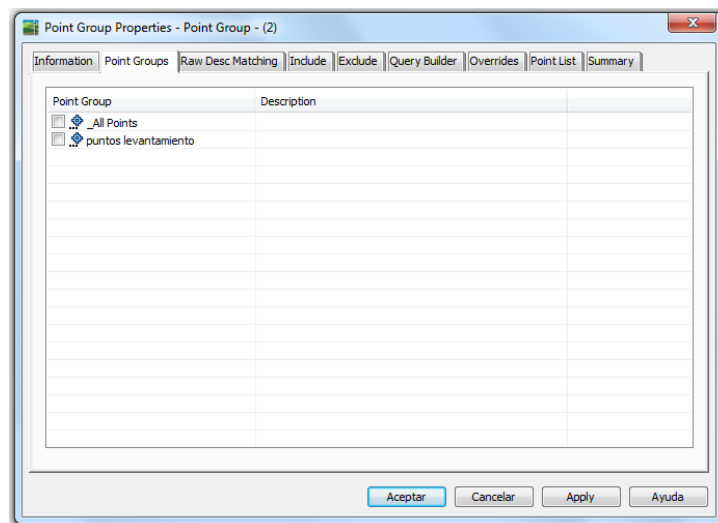 Point Group Properties - Point Group - (2)
Information Point Groups Raw Desc Matching Include Exclude Query Builder Overrides Point List Summary
Point Group Description
_All Points
puntos levantamiento
Aceptar Cancelar Apply Ayuda